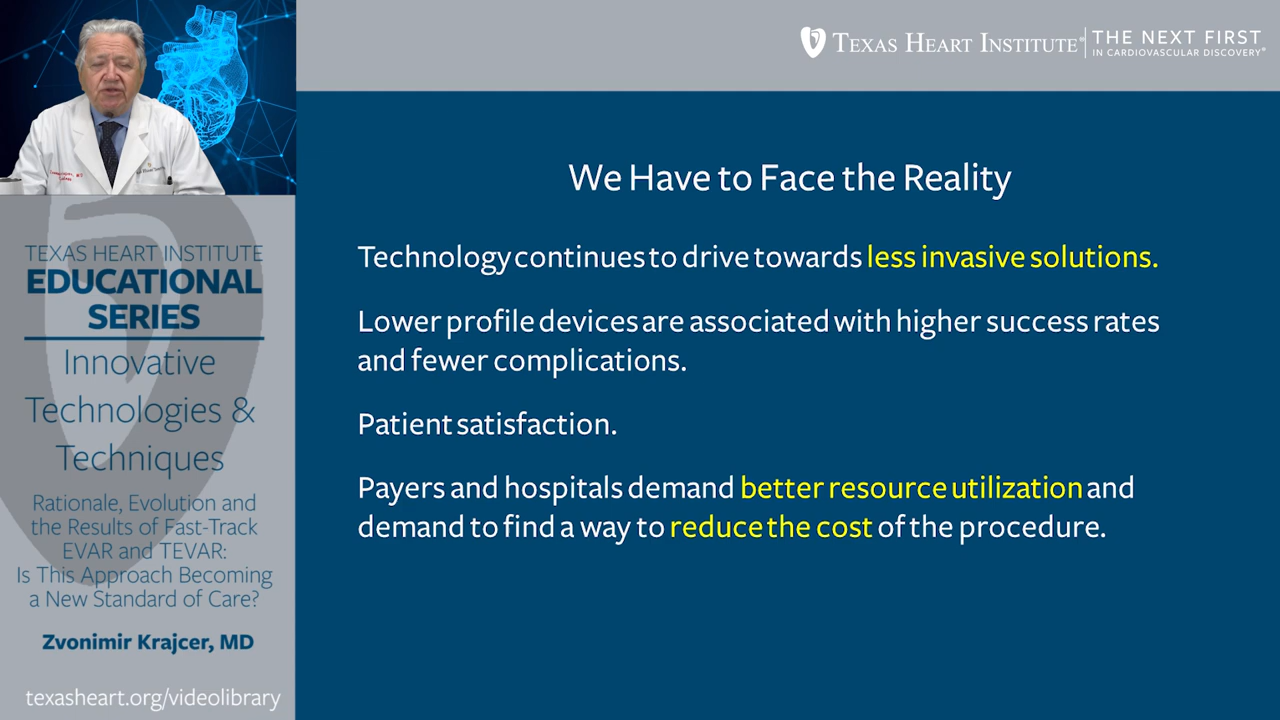 TEXAS HEART INSTITUTE® THE NEXT FIRST
IN CARDIOVASCULAR DISCOVERY®
TEXAS HEART INSTITUTE
EDUCATIONAL
SERIES
Innovative
Technologies &
Techniques
Rationale, Evolution and
the Results of Fast-Track
EVAR and TEVAR:
Is This Approach Becoming
a New Standard of Care?
Zvonimir Krajcer, MD
texasheart.org/videolibrary
We Have to Face the Reality
Technology continues to drive towards less invasive solutions.
Lower profile devices are associated with higher success rates
and fewer complications.
Patient satisfaction.
Payers and hospitals demand better resource utilization and
demand to find a way to reduce the cost of the procedure.